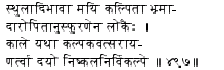 स्थुलादिभावा मयि कल्पिता भ्रमा-
दारोपितानुस्फुरणेन लोकैः ।
काले यथा कल्पकवत्सराय-
णर्त्वादयो निष्कलनिर्विकल्पे ॥ ४९७॥